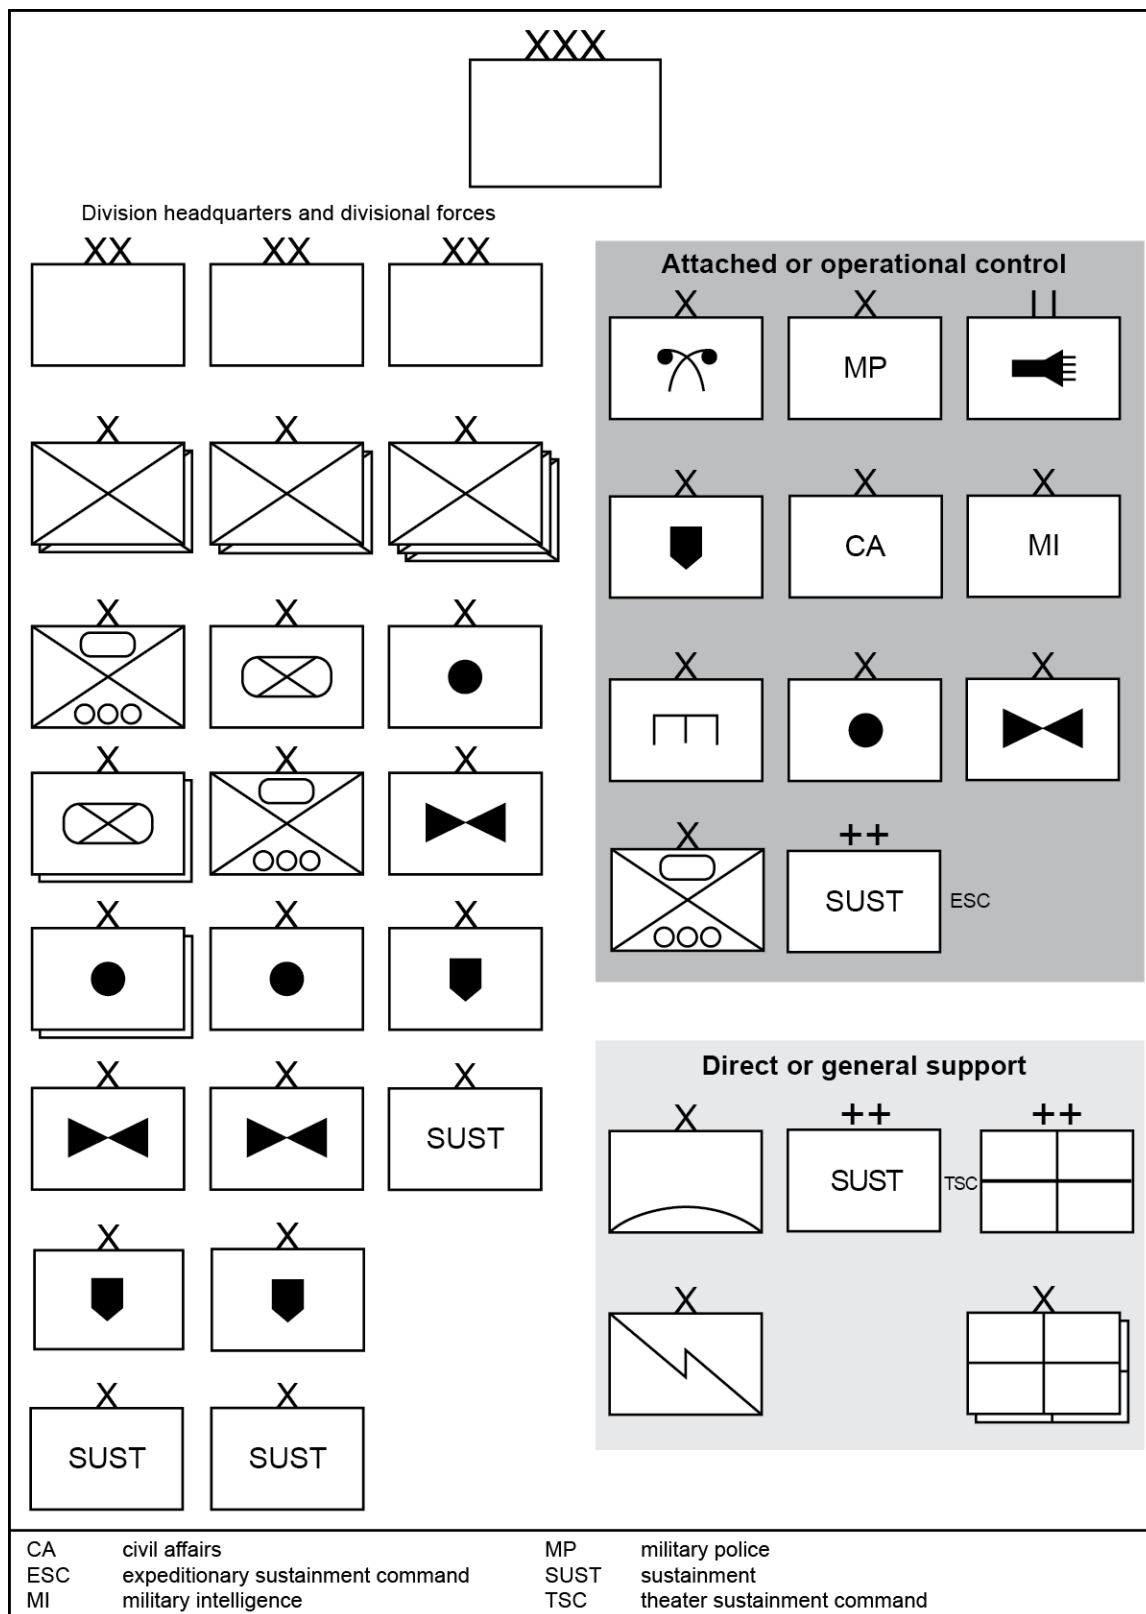 XXX
Division headquarters and divisional forces
XX XX XX
X X X
X X X
X X X
X X X
X X X
SUST
X X
X X
SUST SUST
Attached or operational control
X X ||
MP
X X X
CA MI
X X X
X ++
SUST ESC
Direct or general support
X ++ ++
SUST TSC
X X
CA civil affairs
ESC expeditionary sustainment command
MI military intelligence
MP military police
SUST sustainment
TSC theater sustainment command